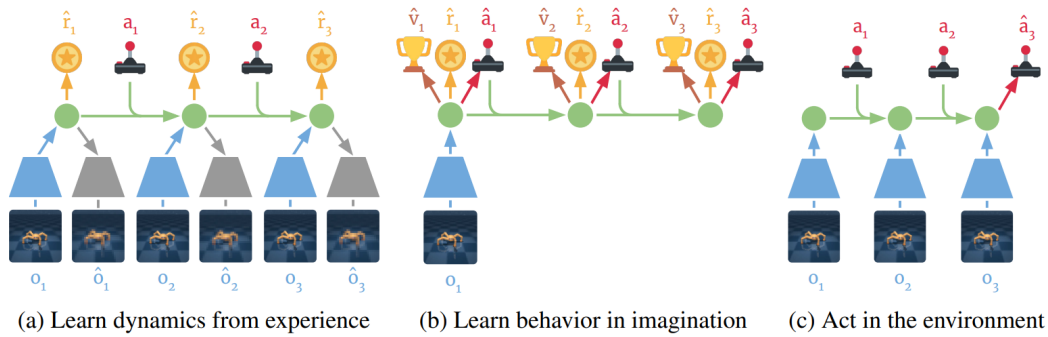 r̂₁ a₁ r̂₂ a₂ r̂₃
o₁ ô₁ o₂ ô₂ o₃ ô₃
(a) Learn dynamics from experience
v̂₁ r̂₁ â₁ v̂₂ r̂₂ â₂ v̂₃ r̂₃ â₃
o₁
(b) Learn behavior in imagination
a₁ a₂ â₃
o₁ o₂ o₃
(c) Act in the environment